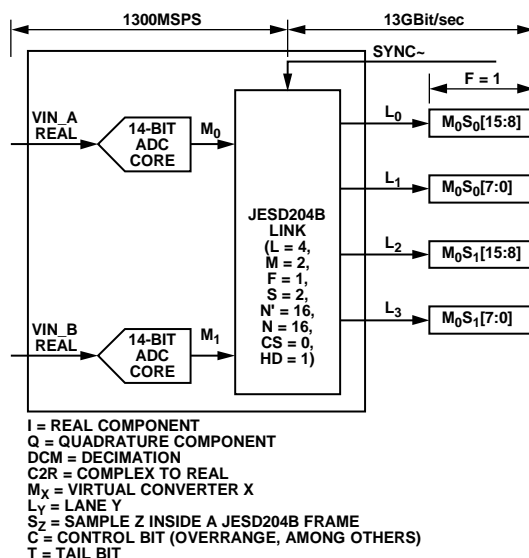 1300MSPS
13GBit/sec
SYNC~
F = 1
VIN_A
REAL
14-BIT
ADC
CORE
M0
L0
M0S0[15:8]
L1
M0S0[7:0]
JESD204B
LINK
(L = 4,
M = 2,
F = 1,
S = 2,
N' = 16,
N = 16,
CS = 0,
HD = 1)
L2
M0S1[15:8]
L3
M0S1[7:0]
VIN_B
REAL
14-BIT
ADC
CORE
M1
I = REAL COMPONENT
Q = QUADRATURE COMPONENT
DCM = DECIMATION
C2R = COMPLEX TO REAL
MX = VIRTUAL CONVERTER X
LY = LANE Y
SZ = SAMPLE Z INSIDE A JESD204B FRAME
C = CONTROL BIT (OVERRANGE, AMONG OTHERS)
T = TAIL BIT